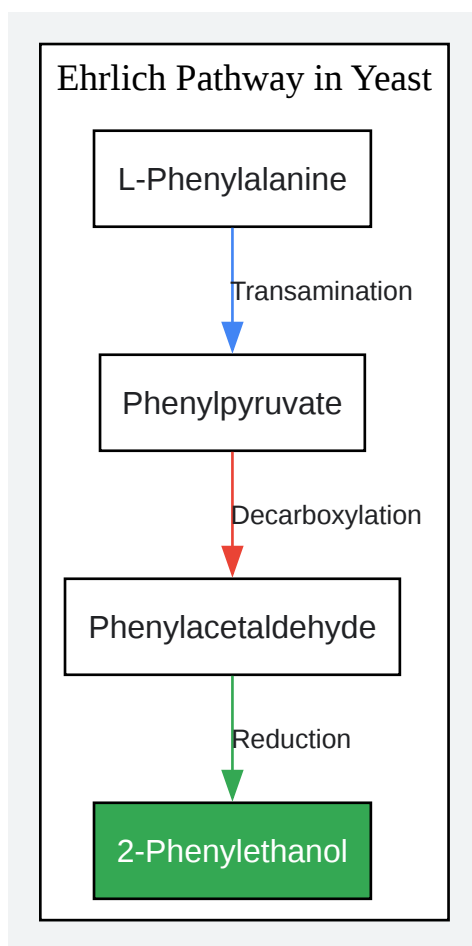 Ehrlich Pathway in Yeast
L-Phenylalanine
Transamination
Phenylpyruvate
Decarboxylation
Phenylacetaldehyde
Reduction
2-Phenylethanol